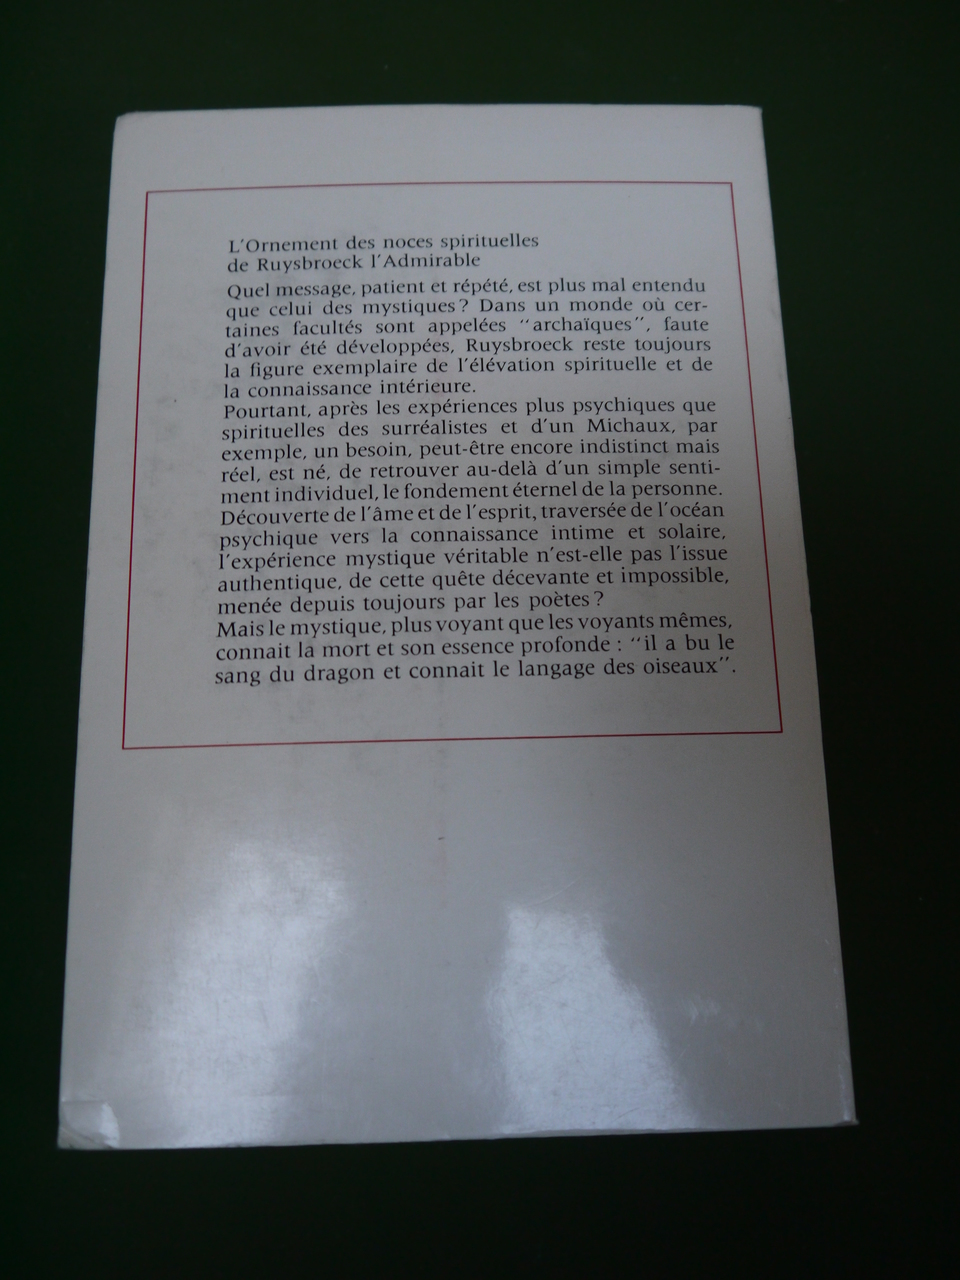 L'Ornement des noces spirituelles
de Ruysbroeck l'Admirable
Quel message, patient et répété, est plus mal entendu
que celui des mystiques ? Dans un monde où cer-
taines facultés sont appelées "archaïques", faute
d'avoir été développées, Ruysbroeck reste toujours
la figure exemplaire de l'élévation spirituelle et de
la connaissance intérieure.
Pourtant, après les expériences plus psychiques que
spirituelles des surréalistes et d'un Michaux, par
exemple, un besoin, peut-être encore indistinct mais
réel, est né, de retrouver au-delà d'un simple senti-
ment individuel, le fondement éternel de la personne.
Découverte de l'âme et de l'esprit, traversée de l'océan
psychique vers la connaissance intime et solaire,
l'expérience mystique véritable n'est-elle pas l'issue
authentique, de cette quête décevante et impossible,
menée depuis toujours par les poètes ?
Mais le mystique, plus voyant que les voyants mêmes,
connait la mort et son essence profonde : "il a bu le
sang du dragon et connait le langage des oiseaux".